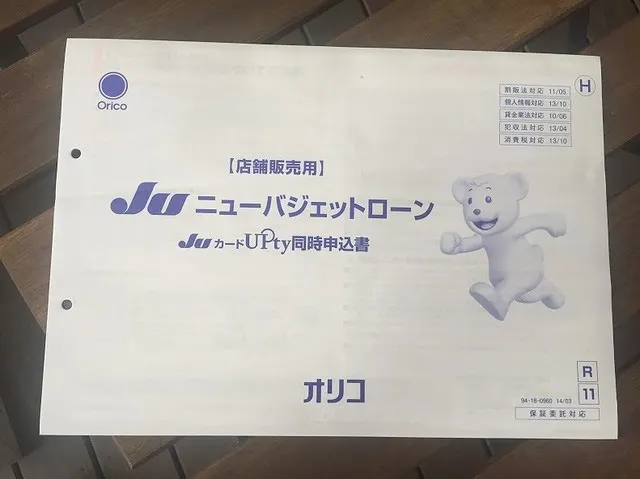 Orico
H
割販法対応 11/05
個人情報対応 13/10
貸金業法対応 10/06
犯収法対応 13/04
消費税対応 13/10
【店舗販売用】
Ju ニューバジェットローン
Ju カード UPty 同時申込書
オリコ
R
11
94-18-0960 14/03
保証委託対応